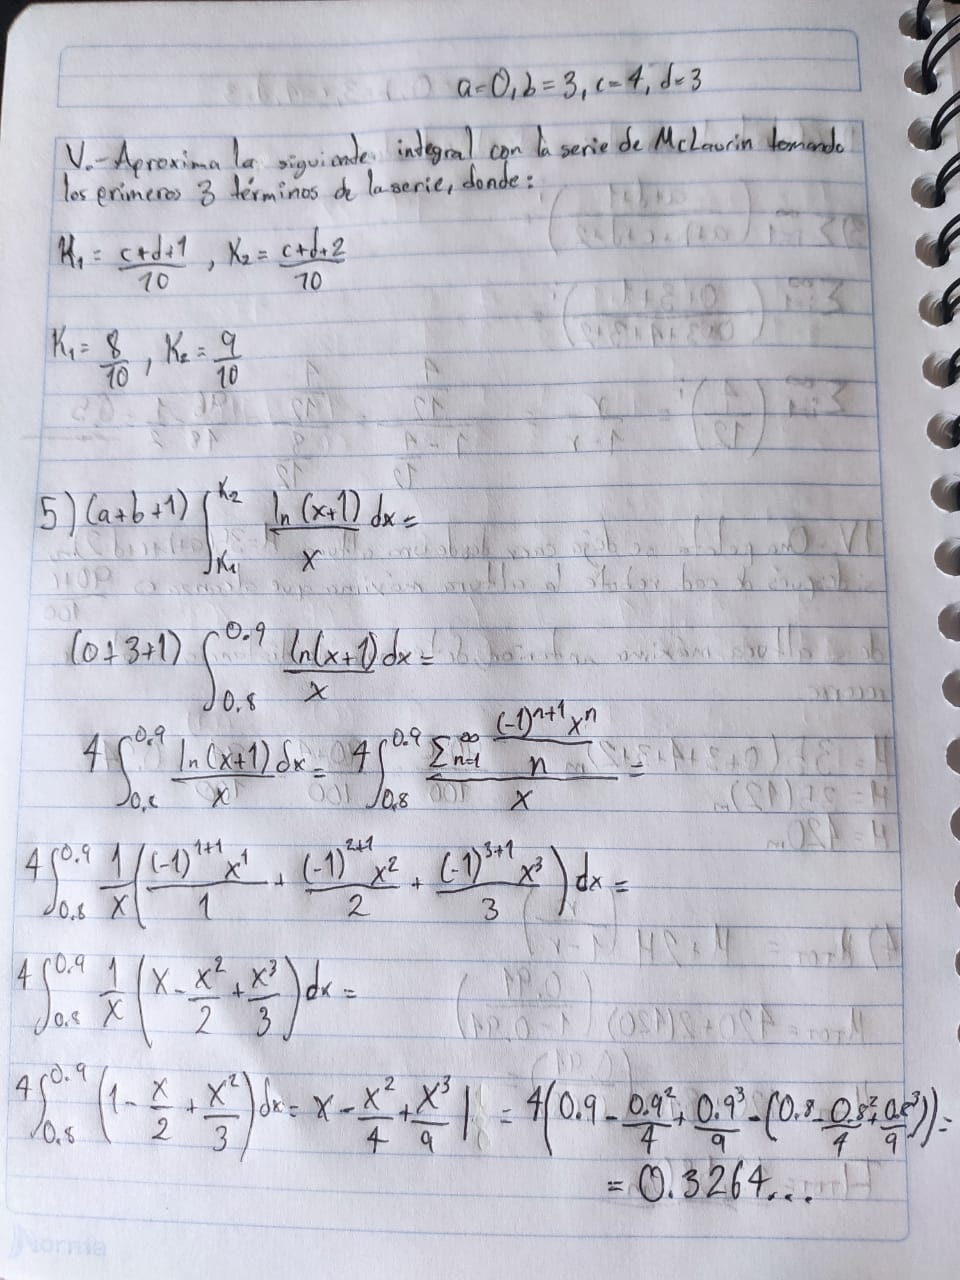 a=0, b=3, c=4, d=3
V.- Aproxima la siguiente integral con la serie de McLaurin tomando
los primeros 3 términos de la serie, donde:
K₁ = (c+d+1)/10 , K₂ = (c+d+2)/10
K₁ = 8/10 , K₂ = 9/10
5) (a+b+1) ∫_{K₁}^{K₂} ln(x+1)/x dx =
(0+3+1) ∫_{0.8}^{0.9} ln(x+1)/x dx =
4 ∫_{0.8}^{0.9} ln(x+1)/x dx = 4 ∫_{0.8}^{0.9} (Σ_{n=1}^{∞} (-1)^{n+1} x^n / n) / x =
4 ∫_{0.8}^{0.9} 1/x ((-1)^{1+1} x^1 / 1 + (-1)^{2+1} x^2 / 2 + (-1)^{3+1} x^3 / 3) dx =
4 ∫_{0.8}^{0.9} 1/x (x - x²/2 + x³/3) dx =
4 ∫_{0.8}^{0.9} (1 - x/2 + x²/3) dx = x - x²/4 + x³/9 | = 4(0.9 - 0.9²/4 + 0.9³/9 - (0.8 - 0.8²/4 + 0.8³/9)) =
= 0.3264...
Norma